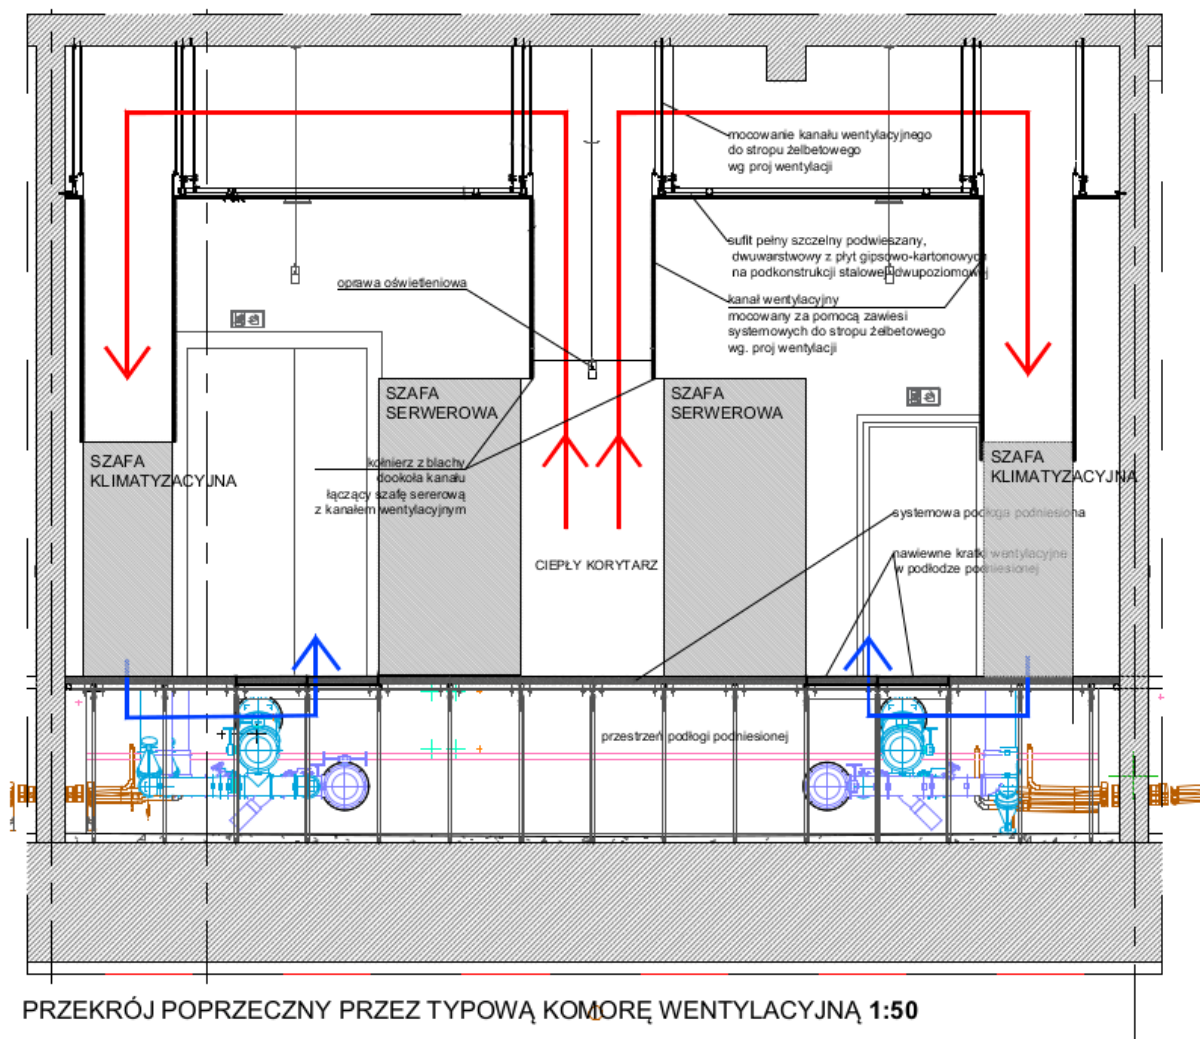 mocowanie kanału wentylacyjnego
do stropu żelbetowego
wg proj wentylacji
sufit pełny szczelny podwieszany,
dwuwarstwowy z płyt gipsowo-kartonowych
na podkonstrukcji stalowej dwupoziomowej
oprawa oświetleniowa
kanał wentylacyjny
mocowany za pomocą zawiesi
systemowych do stropu żelbetowego
wg. proj wentylacji
SZAFA
SERWEROWA
SZAFA
SERWEROWA
SZAFA
KLIMATYZACYJNA
SZAFA
KLIMATYZACYJNA
kołnierz z blachy
dookoła kanału
łączący szafę sererową
z kanałem wentylacyjnym
systemowa podłoga podniesiona
nawiewne kratki wentylacyjne
w podłodze podniesionej
CIEPŁY KORYTARZ
przestrzeń podłogi podniesionej
PRZEKRÓJ POPRZECZNY PRZEZ TYPOWĄ KOMORĘ WENTYLACYJNĄ 1:50